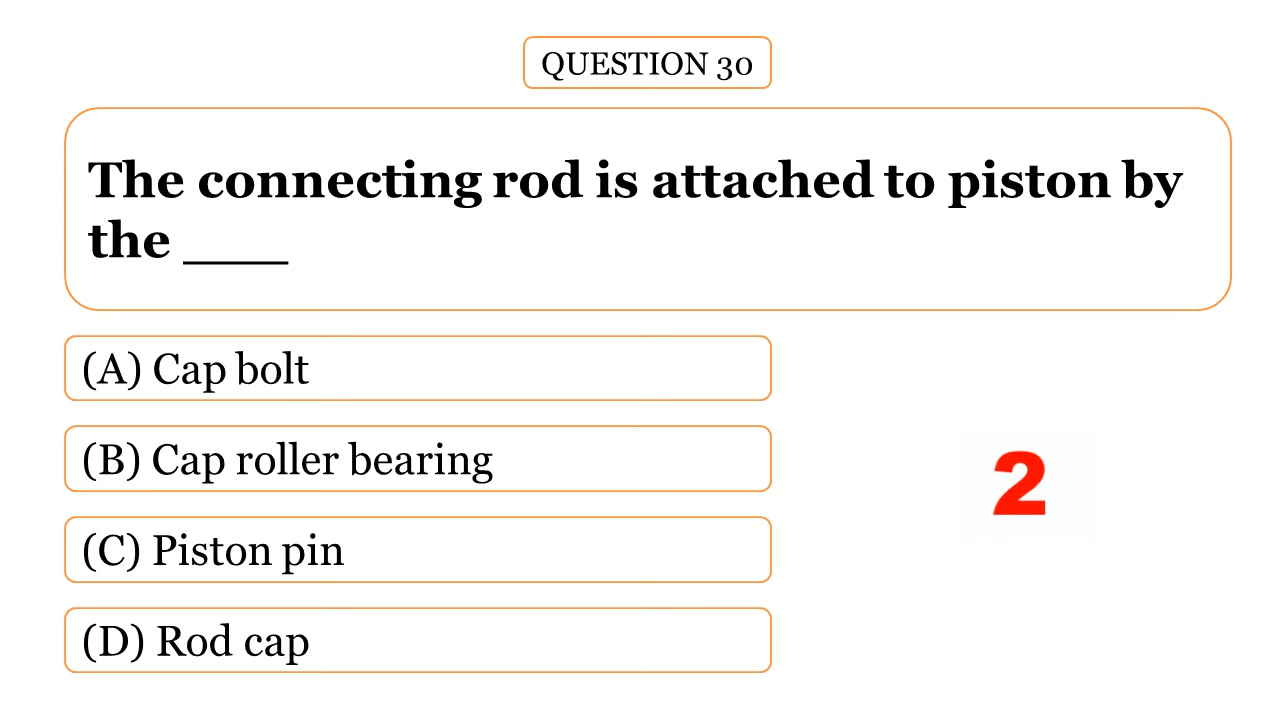 QUESTION 30
The connecting rod is attached to piston by
the ____
(A) Cap bolt
(B) Cap roller bearing
2
(C) Piston pin
(D) Rod cap